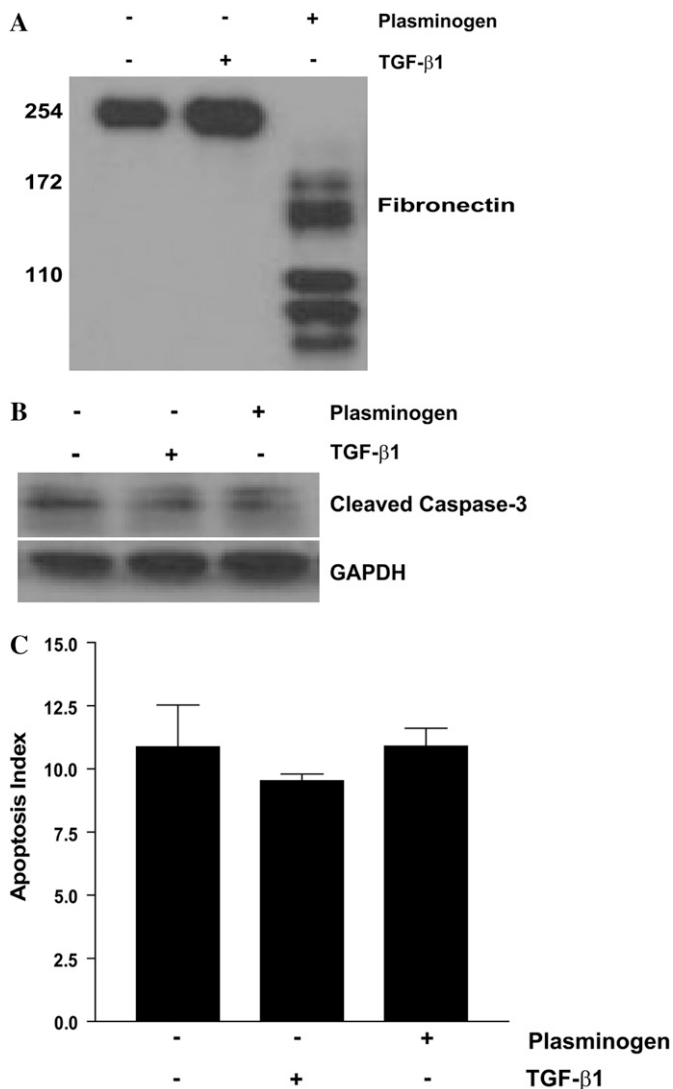 A - - + Plasminogen
- + - TGF-β1
254
172
Fibronectin
110
B - - + Plasminogen
- + - TGF-β1
Cleaved Caspase-3
GAPDH
C
15.0
12.5
10.0
7.5
5.0
2.5
0.0
Apoptosis Index
- - + Plasminogen
- + - TGF-β1